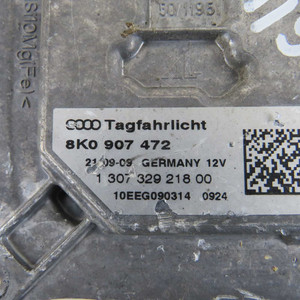 Tagfahrlicht
8K0 907 472
21-09-09 GERMANY 12V
1 307 329 218 00
10EEG090314 0924